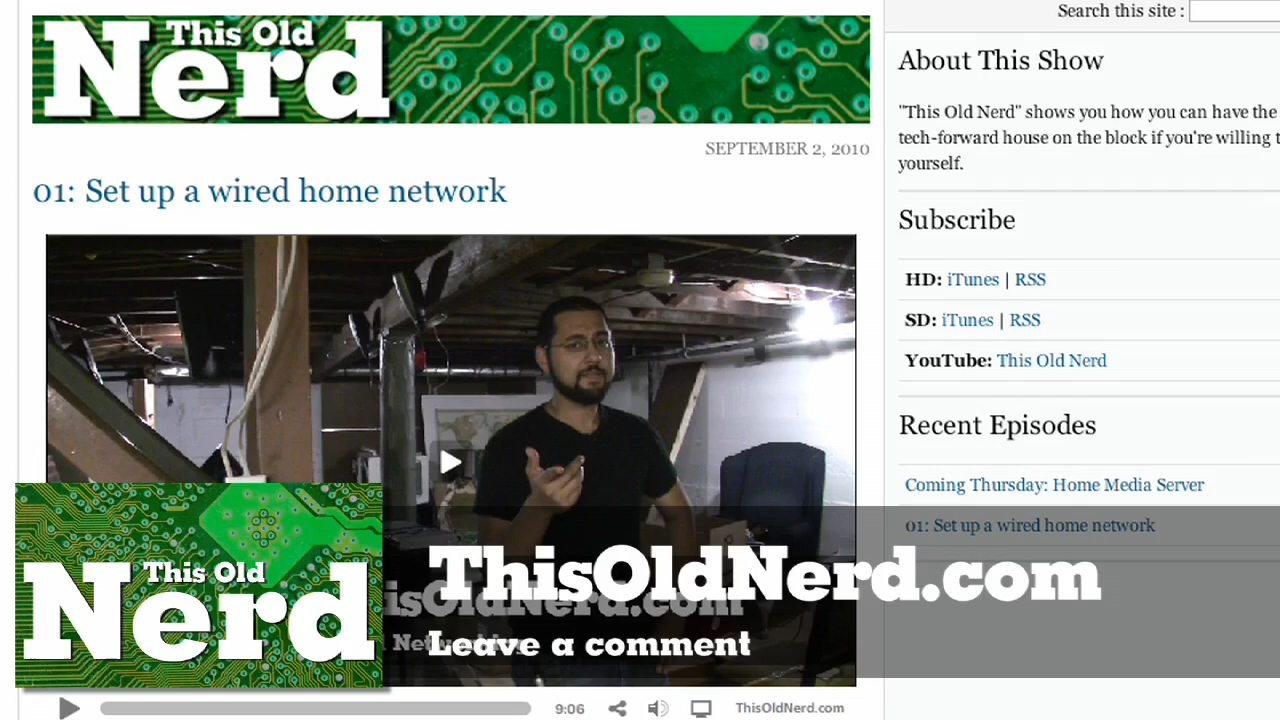 Search this site :
This Old
Nerd
SEPTEMBER 2, 2010
01: Set up a wired home network
About This Show
"This Old Nerd" shows you how you can have the
tech-forward house on the block if you're willing t
yourself.
Subscribe
HD: iTunes | RSS
SD: iTunes | RSS
YouTube: This Old Nerd
Recent Episodes
Coming Thursday: Home Media Server
01: Set up a wired home network
This Old
Nerd
ThisOldNerd.com
Leave a comment
isOldNerd.com
9:06
ThisOldNerd.com